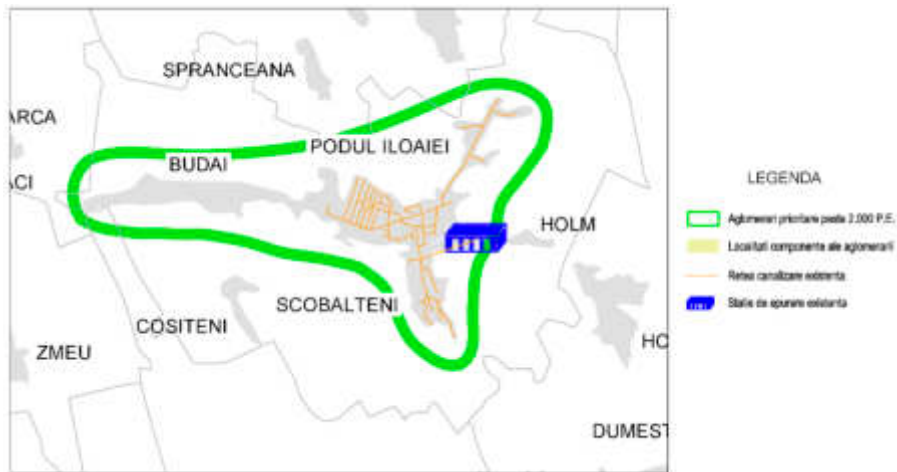 SPRANCEANA
ARCA
PODUL ILOAIEI
BUDAI
ACI
HOLM
SCOBALTENI
COSITENI
ZMEU
HO
DUMEST
LEGENDA
Aglomerari prioritare peste 2.000 P.E.
Localitati componente ale aglomerarii
Retea canalizare existenta
Statie de epurare existenta